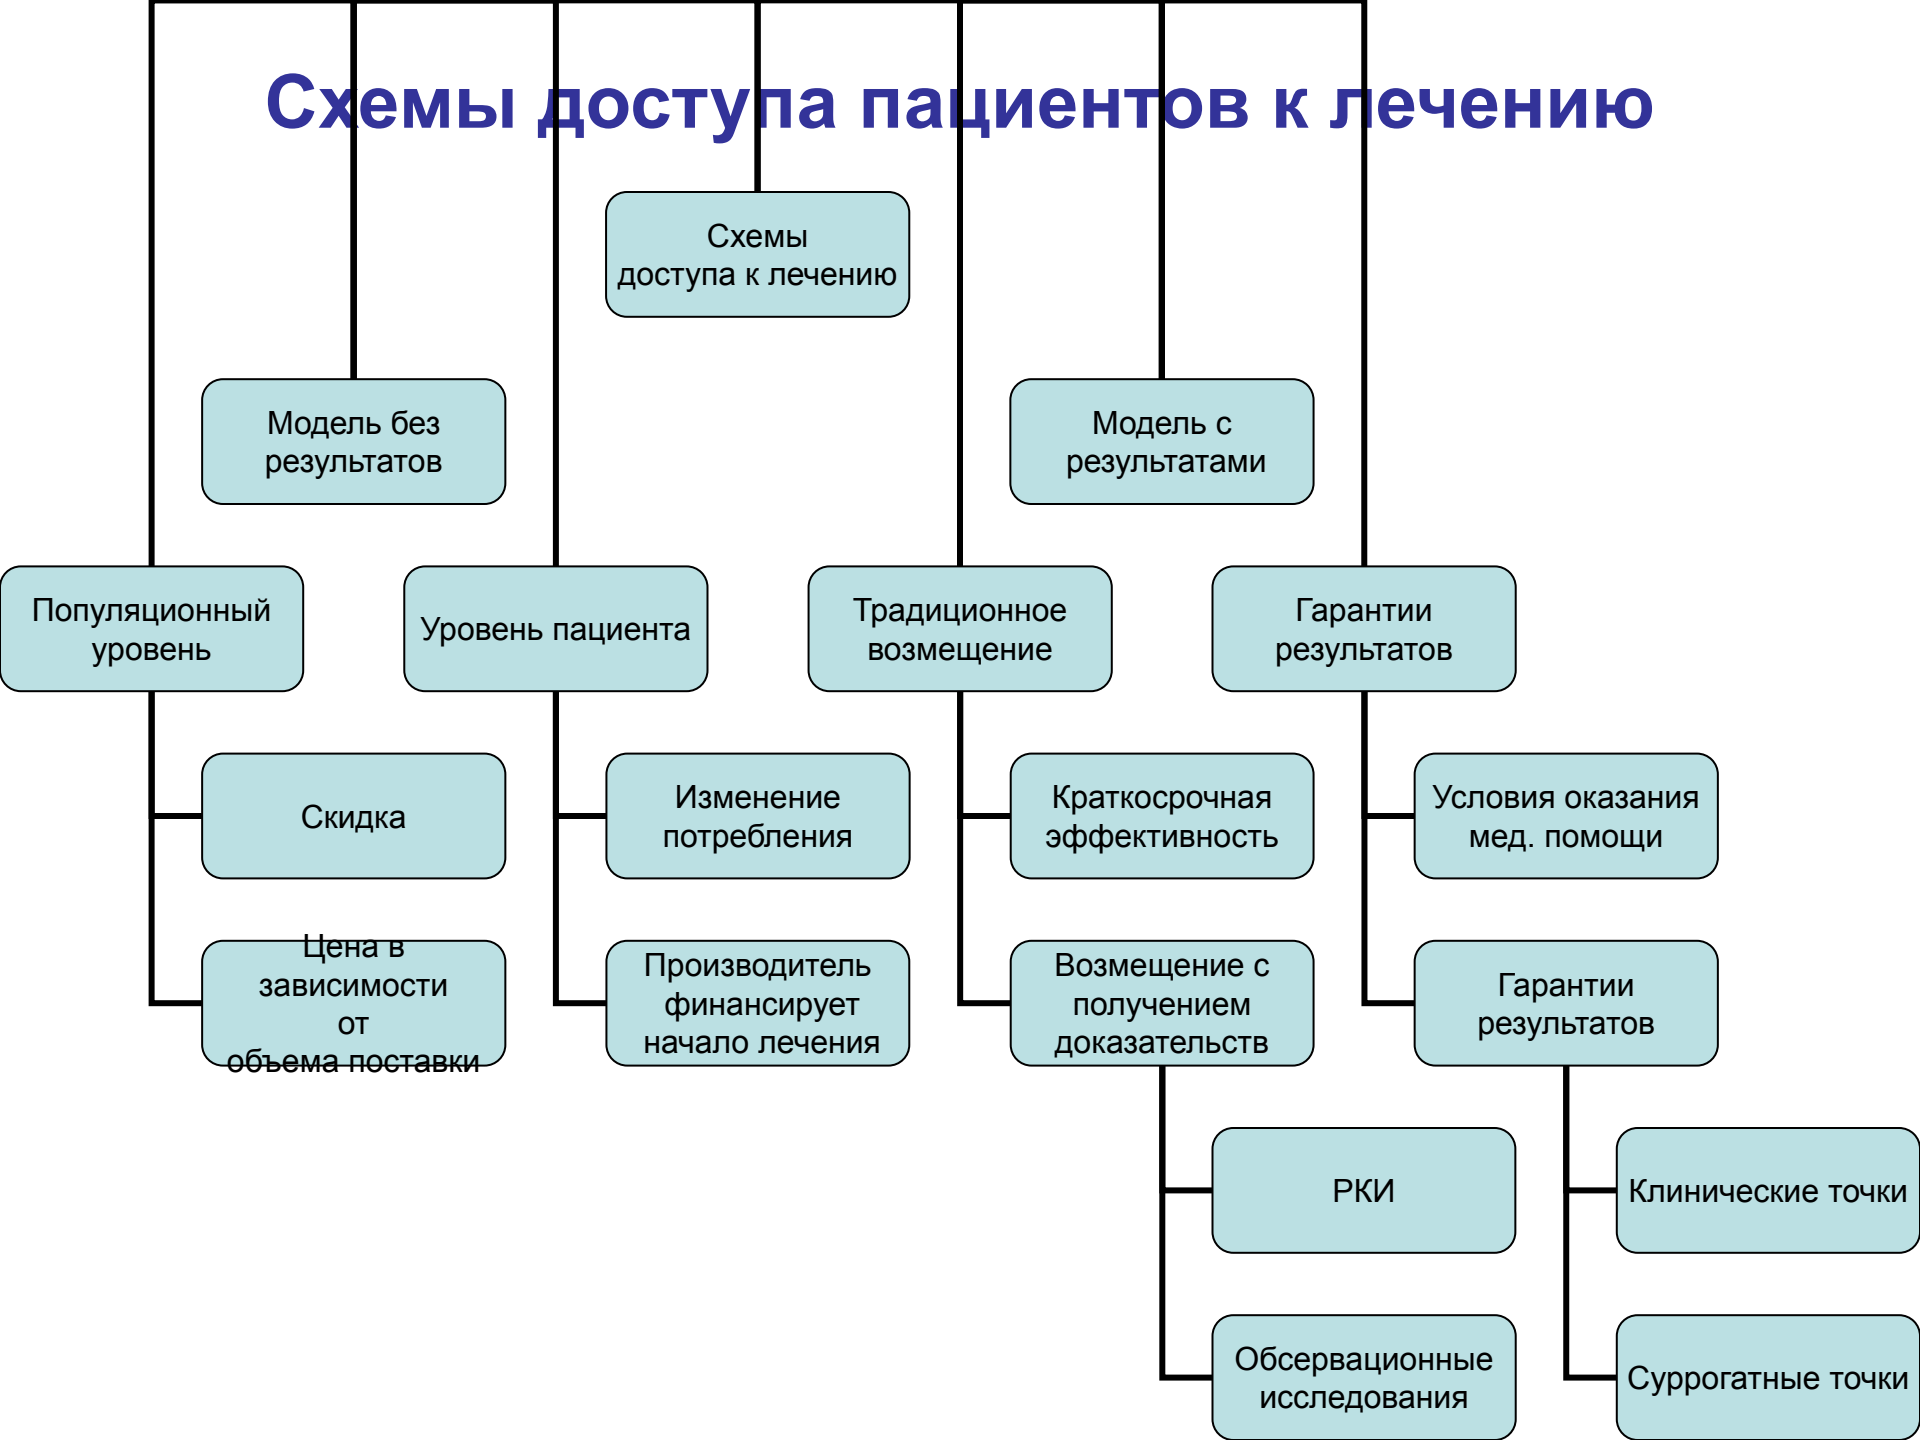 Схемы доступа пациентов к лечению
Схемы
доступа к лечению
Модель без
результатов
Модель с
результатами
Популяционный
уровень
Уровень пациента
Традиционное
возмещение
Гарантии
результатов
Скидка
Изменение
потребления
Краткосрочная
эффективность
Условия оказания
мед. помощи
Цена в
зависимости
от
объема поставки
Производитель
финансирует
начало лечения
Возмещение с
получением
доказательств
Гарантии
результатов
РКИ
Клинические точки
Обсервационные
исследования
Суррогатные точки